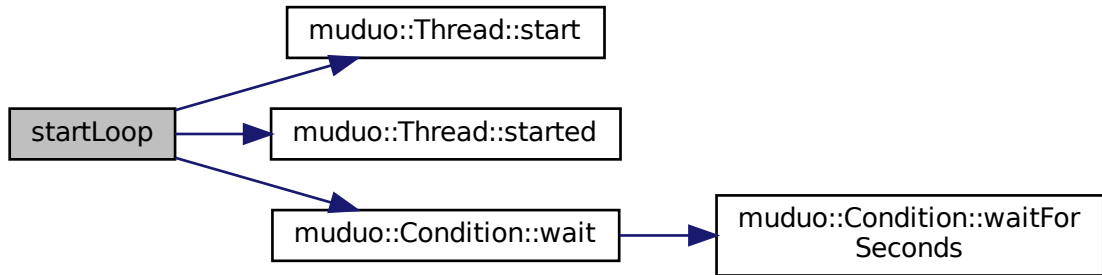 muduo::Thread::start
startLoop
muduo::Thread::started
muduo::Condition::wait
muduo::Condition::waitFor
Seconds